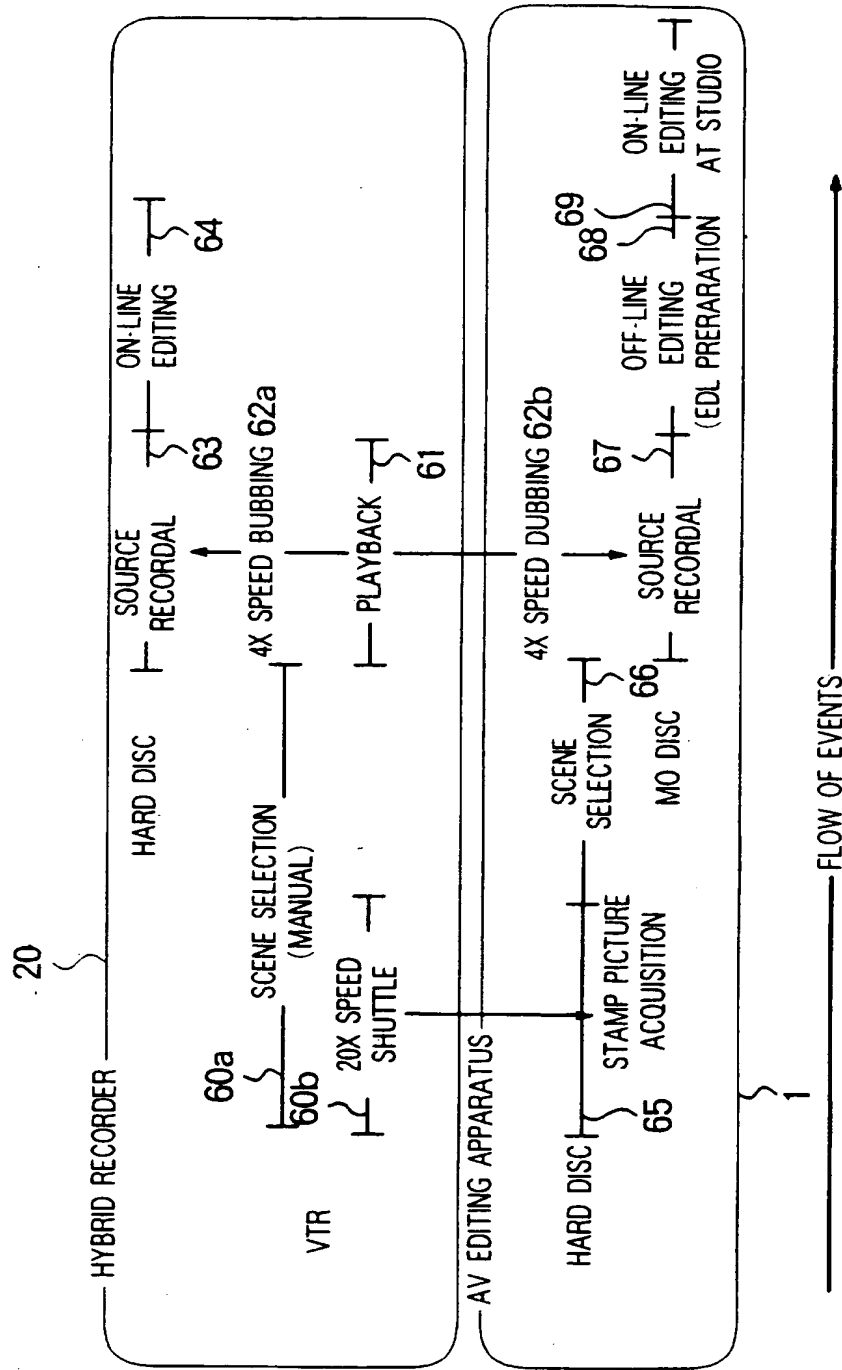 HYBRID RECORDER
20
HARD DISC
SOURCE
RECORDAL
63
ON-LINE
EDITING
64
VTR
60a
SCENE SELECTION
(MANUAL)
4X SPEED BUBBING 62a
60b
20X SPEED
SHUTTLE
PLAYBACK
61
AV EDITING APPARATUS
HARD DISC
65
STAMP PICTURE
ACQUISITION
SCENE
SELECTION
66
4X SPEED DUBBING 62b
MO DISC
SOURCE
RECORDAL
67
OFF-LINE
EDITING
(EDL PRERARATION
68
69
ON-LINE
EDITING
AT STUDIO
1
FLOW OF EVENTS